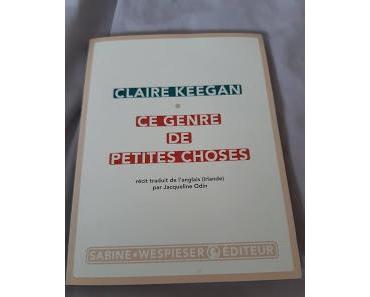 CLAIRE KEEGAN
CE GENRE
DE
PETITES CHOSES
récit traduit de l'anglais (Irlande)
par Jacqueline Odin
SABINE WESPIESER ÉDITEUR